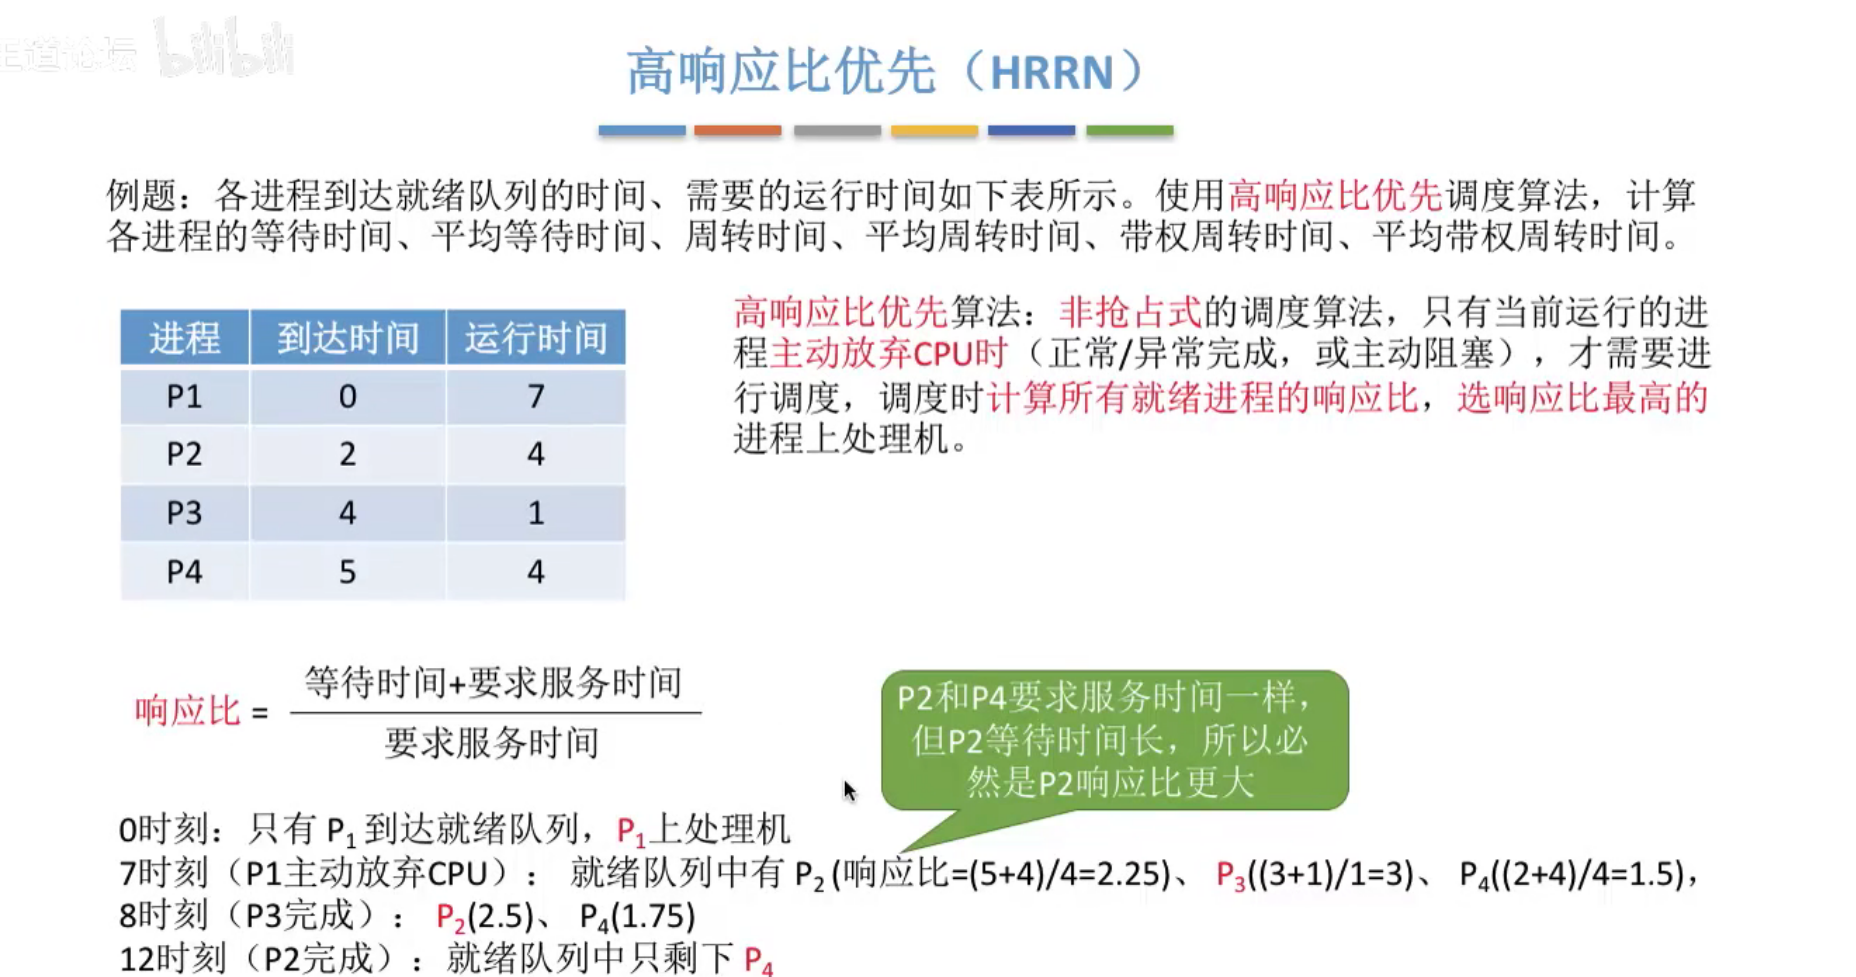 王道论坛 bilibili
高响应比优先（HRRN）
例题：各进程到达就绪队列的时间、需要的运行时间如下表所示。使用高响应比优先调度算法，计算
各进程的等待时间、平均等待时间、周转时间、平均周转时间、带权周转时间、平均带权周转时间。
进程 到达时间 运行时间
P1 0 7
P2 2 4
P3 4 1
P4 5 4
高响应比优先算法：非抢占式的调度算法，只有当前运行的进
程主动放弃CPU时（正常/异常完成，或主动阻塞），才需要进
行调度，调度时计算所有就绪进程的响应比，选响应比最高的
进程上处理机。
响应比 =
等待时间+要求服务时间
要求服务时间
P2和P4要求服务时间一样，
但P2等待时间长，所以必
然是P2响应比更大
0时刻：只有 P₁ 到达就绪队列，P₁上处理机
7时刻（P1主动放弃CPU）： 就绪队列中有 P₂ (响应比=(5+4)/4=2.25)、 P₃((3+1)/1=3)、 P₄((2+4)/4=1.5)，
8时刻（P3完成）： P₂(2.5)、 P₄(1.75)
12时刻（P2完成）：就绪队列中只剩下 P₄